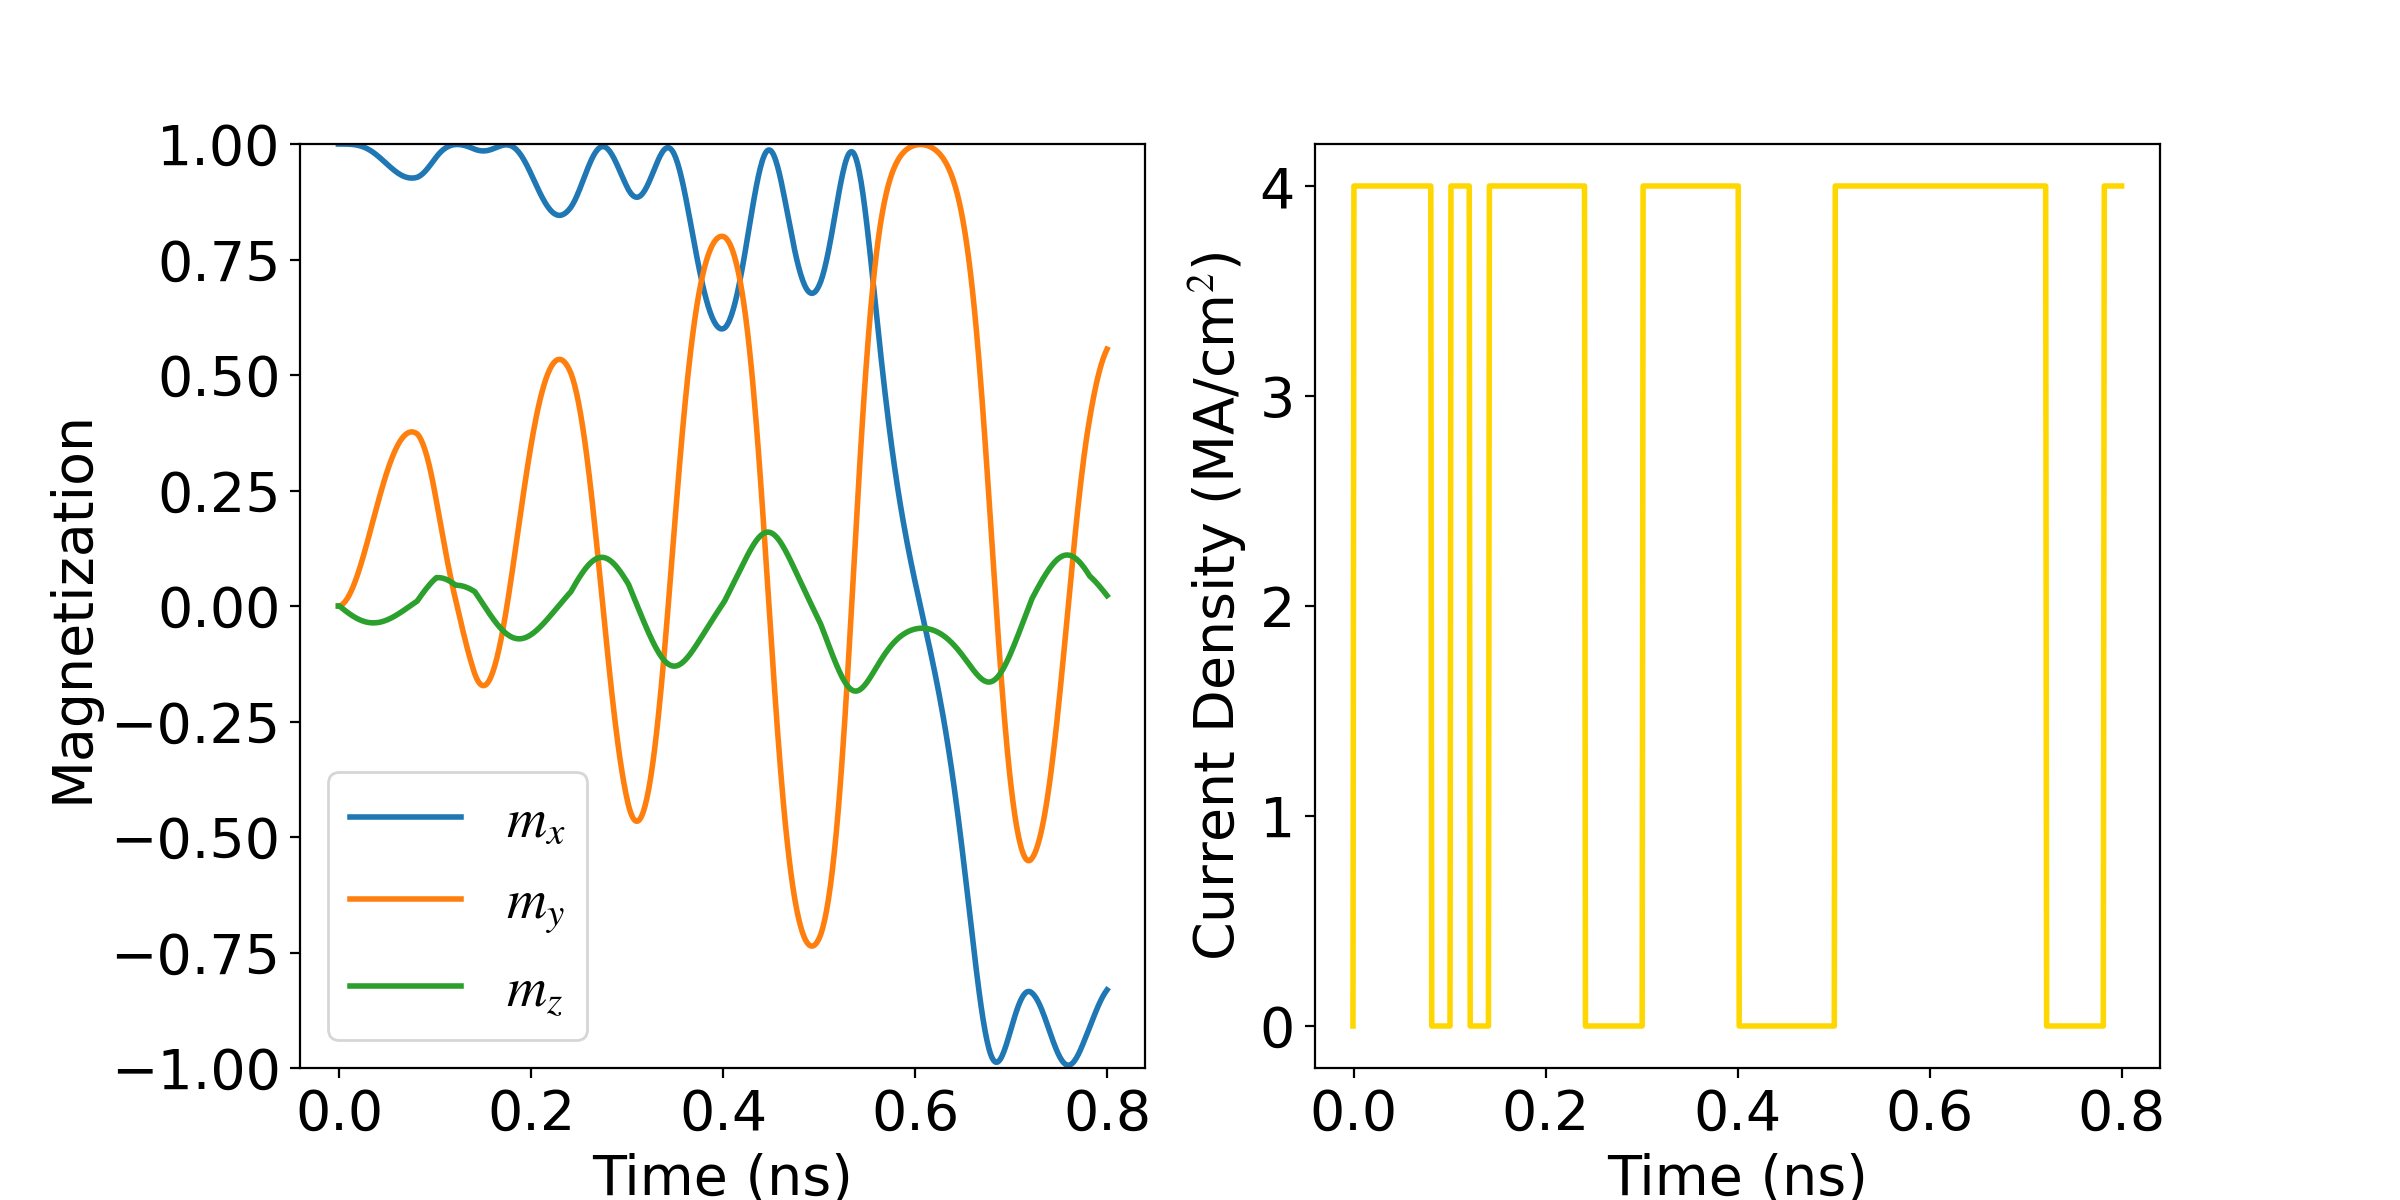 Magnetization
1.00
0.75
0.50
0.25
0.00
−0.25
−0.50
−0.75
−1.00
0.0 0.2 0.4 0.6 0.8
Time (ns)
mₓ
m_y
m_z
Current Density (MA/cm²)
4
3
2
1
0
0.0 0.2 0.4 0.6 0.8
Time (ns)